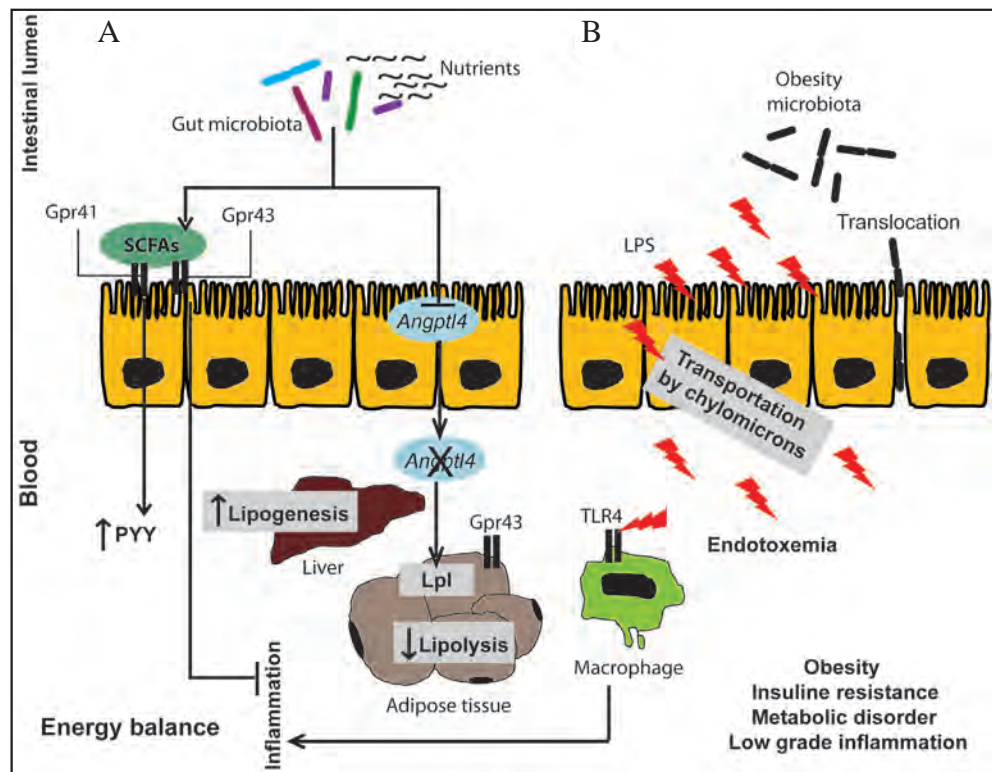 A
B
Intestinal lumen
Nutrients
Gut microbiota
Obesity
microbiota
Gpr41
Gpr43
SCFAs
LPS
Translocation
Angptl4
Transportation
by chylomicrons
Blood
Angptl4
↑ PYY
↑ Lipogenesis
Liver
Gpr43
TLR4
Endotoxemia
Lpl
↓ Lipolysis
Adipose tissue
Macrophage
Inflammation
Energy balance
Obesity
Insuline resistance
Metabolic disorder
Low grade inflammation